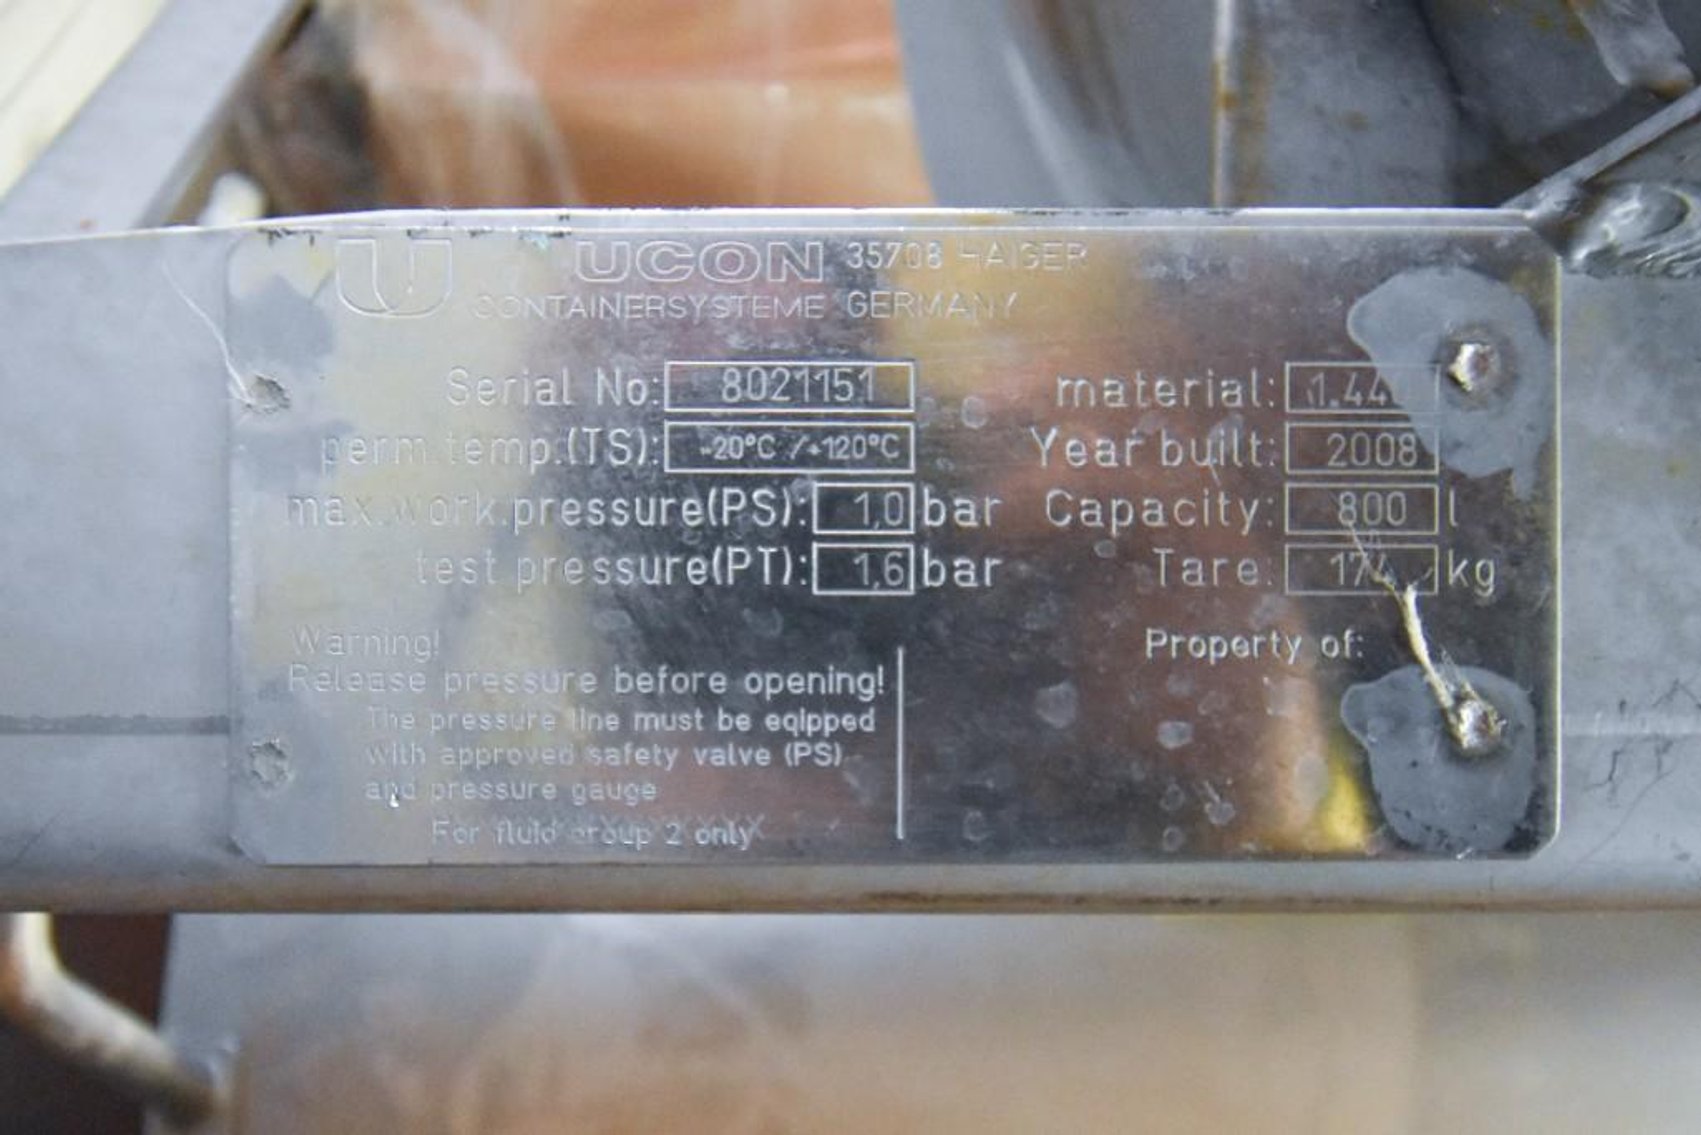 U UCON 35708 HAIGER
CONTAINERSYSTEME GERMANY
Serial No: 8021151 material:
perm.temp.(TS): -20°C /+120°C Year built: 2008
max.work.pressure(PS): 1,0 bar Capacity: 800 l
test pressure(PT): 1,6 bar Tare: kg
Warning! Property of:
Release pressure before opening!
The pressure line must be eqipped
with approved safety valve (PS)
and pressure gauge
For fluid group 2 only